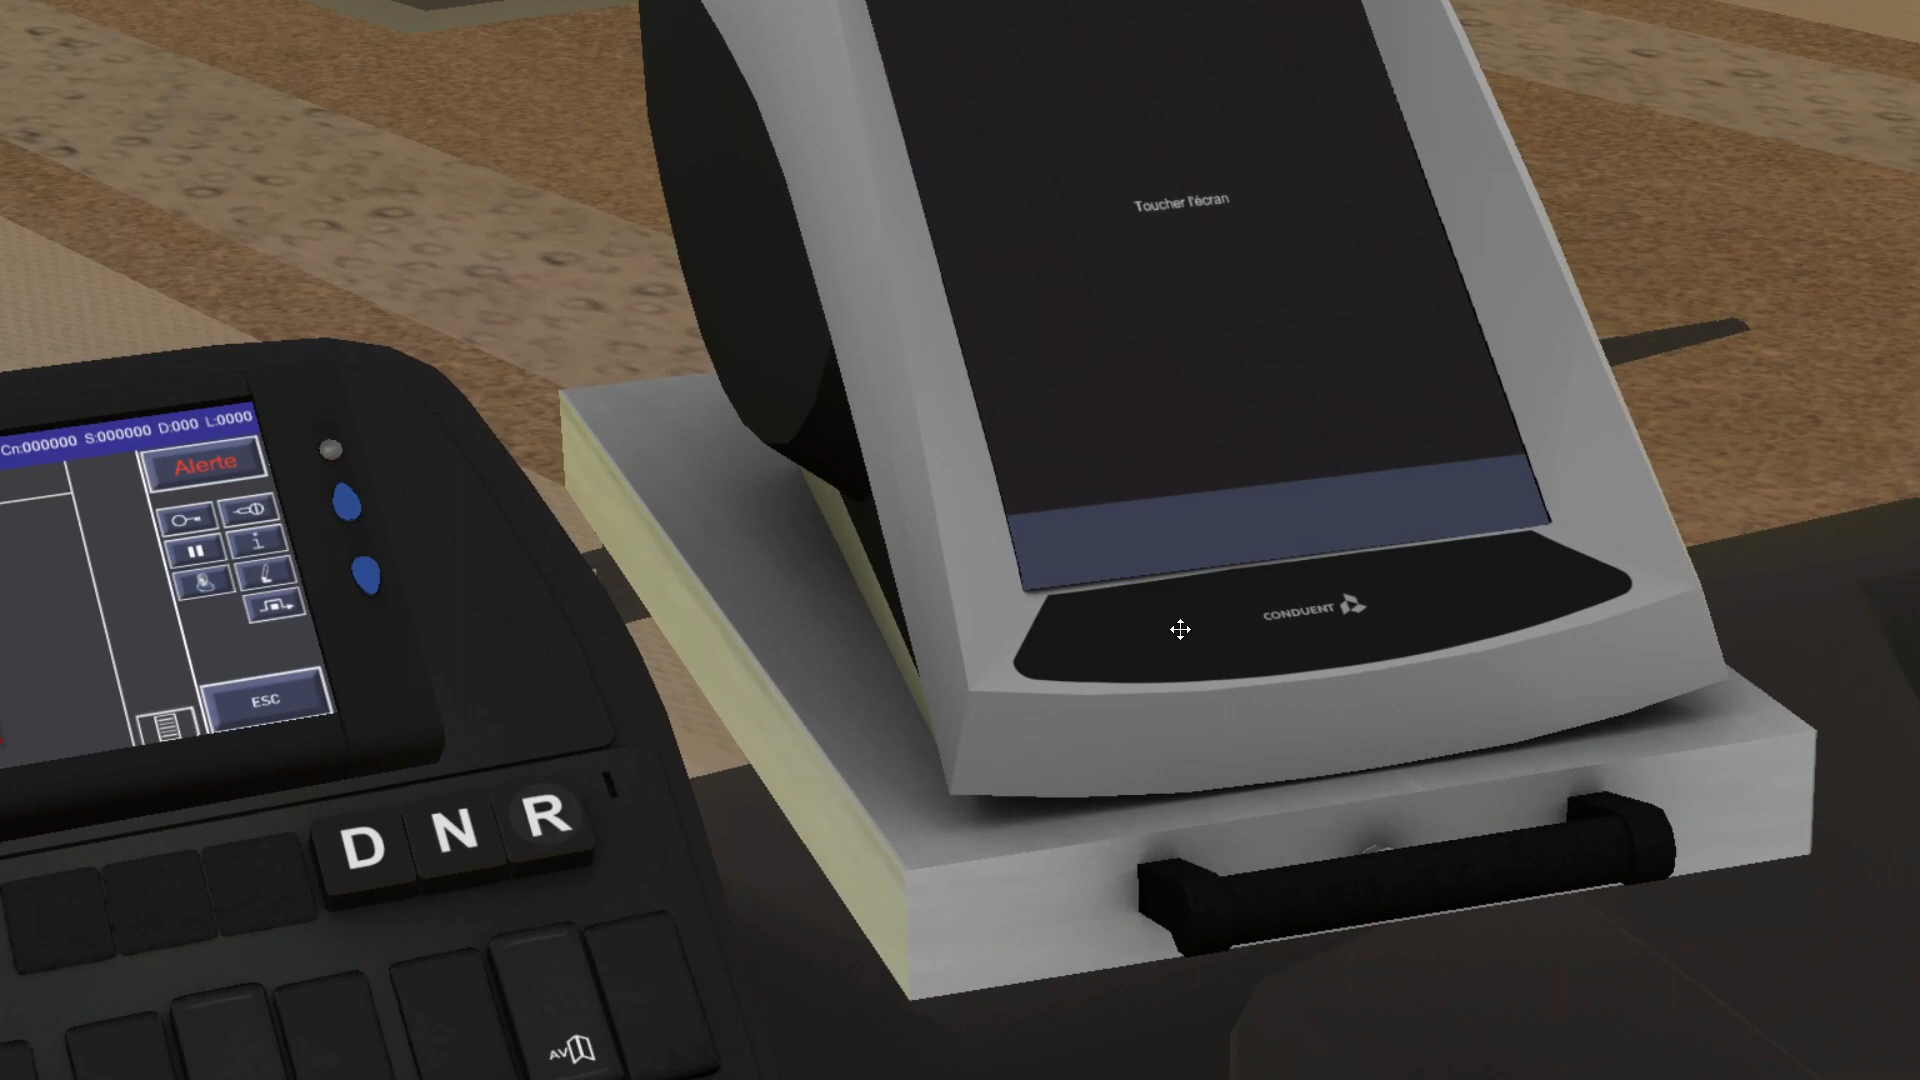 Toucher l'écran
Cn:000000 S:000000 D:000 L:0000
Alerte
i
ESC
CONDUENT
D N R
AV